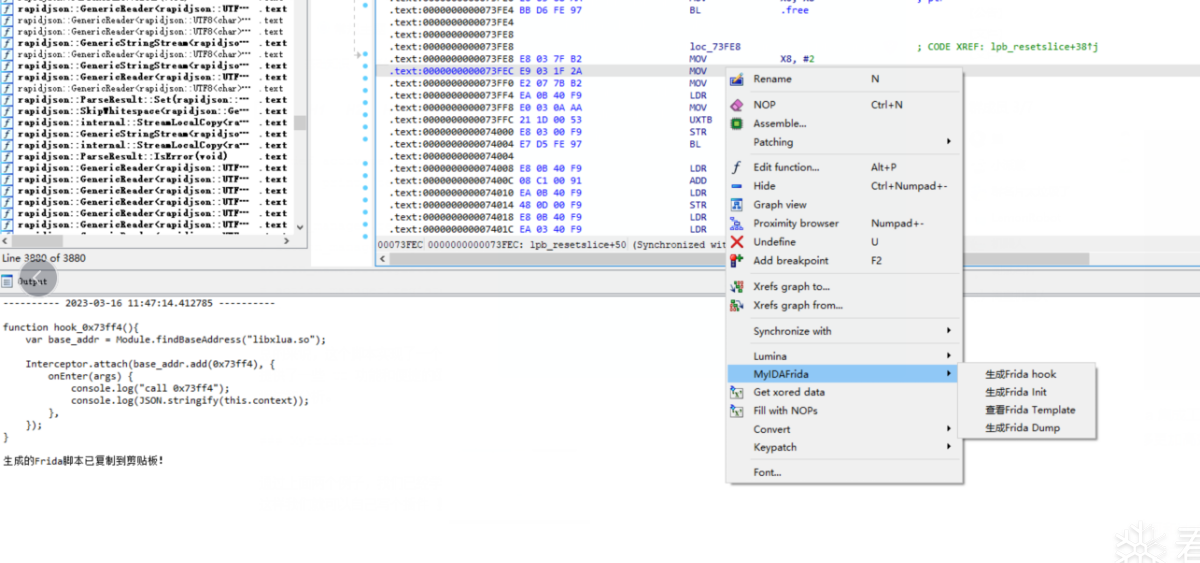 rapidjson::GenericReader<rapidjson::UTF8<char>··· .text
rapidjson::GenericReader<rapidjson::UTF8<char>··· .text
rapidjson::GenericReader<rapidjson::UTF8<char>··· .text
rapidjson::GenericStringStream<rapidjso··· .text
rapidjson::GenericReader<rapidjson::UTF8<char>··· .text
rapidjson::GenericStringStream<rapidjso··· .text
rapidjson::GenericReader<rapidjson::UTF··· .text
rapidjson::GenericReader<rapidjson::UTF8<char>··· .text
rapidjson::ParseResult::Set(rapidjson::··· .text
rapidjson::SkipWhitespace<rapidjson::Ge··· .text
rapidjson::internal::StreamLocalCopy<ra··· .text
rapidjson::GenericStringStream<rapidjso··· .text
rapidjson::internal::StreamLocalCopy<ra··· .text
rapidjson::ParseResult::IsError(void) .text
rapidjson::GenericReader<rapidjson::UTF··· .text
rapidjson::GenericReader<rapidjson::UTF··· .text
rapidjson::GenericReader<rapidjson::UTF··· .text
rapidjson::GenericReader<rapidjson::UTF··· .text
rapidjson::GenericReader<rapidjson::UTF··· .text
Line 3880 of 3880
.text:0000000000073FE4 BB D6 FE 97 BL .free
.text:0000000000073FE4
.text:0000000000073FE8
.text:0000000000073FE8 loc_73FE8 ; CODE XREF: lpb_resetslice+38↑j
.text:0000000000073FE8 E8 03 7F B2 MOV X8, #2
.text:0000000000073FEC E9 03 1F 2A MOV
.text:0000000000073FF0 E2 07 7B B2 MOV
.text:0000000000073FF4 EA 0B 40 F9 LDR
.text:0000000000073FF8 E0 03 0A AA MOV
.text:0000000000073FFC 21 1D 00 53 UXTB
.text:0000000000074000 E8 03 00 F9 STR
.text:0000000000074004 E7 D5 FE 97 BL
.text:0000000000074004
.text:0000000000074008 E8 0B 40 F9 LDR
.text:000000000007400C 08 C1 00 91 ADD
.text:0000000000074010 EA 0B 40 F9 LDR
.text:0000000000074014 48 0D 00 F9 STR
.text:0000000000074018 E8 0B 40 F9 LDR
.text:000000000007401C EA 03 40 F9 LDR
00073FEC 0000000000073FEC: lpb_resetslice+50 (Synchronized wit
Rename N
NOP Ctrl+N
Assemble...
Patching
Edit function... Alt+P
Hide Ctrl+Numpad+-
Graph view
Proximity browser Numpad+-
Undefine U
Add breakpoint F2
Xrefs graph to...
Xrefs graph from...
Synchronize with
Lumina
MyIDAFrida
Get xored data
Fill with NOPs
Convert
Keypatch
Font...
生成Frida hook
生成Frida Init
查看Frida Template
生成Frida Dump
Output
---------- 2023-03-16 11:47:14.412785 ----------
function hook_0x73ff4(){
var base_addr = Module.findBaseAddress("libxlua.so");
Interceptor.attach(base_addr.add(0x73ff4), {
onEnter(args) {
console.log("call 0x73ff4");
console.log(JSON.stringify(this.context));
},
});
}
生成的Frida脚本已复制到剪贴板!